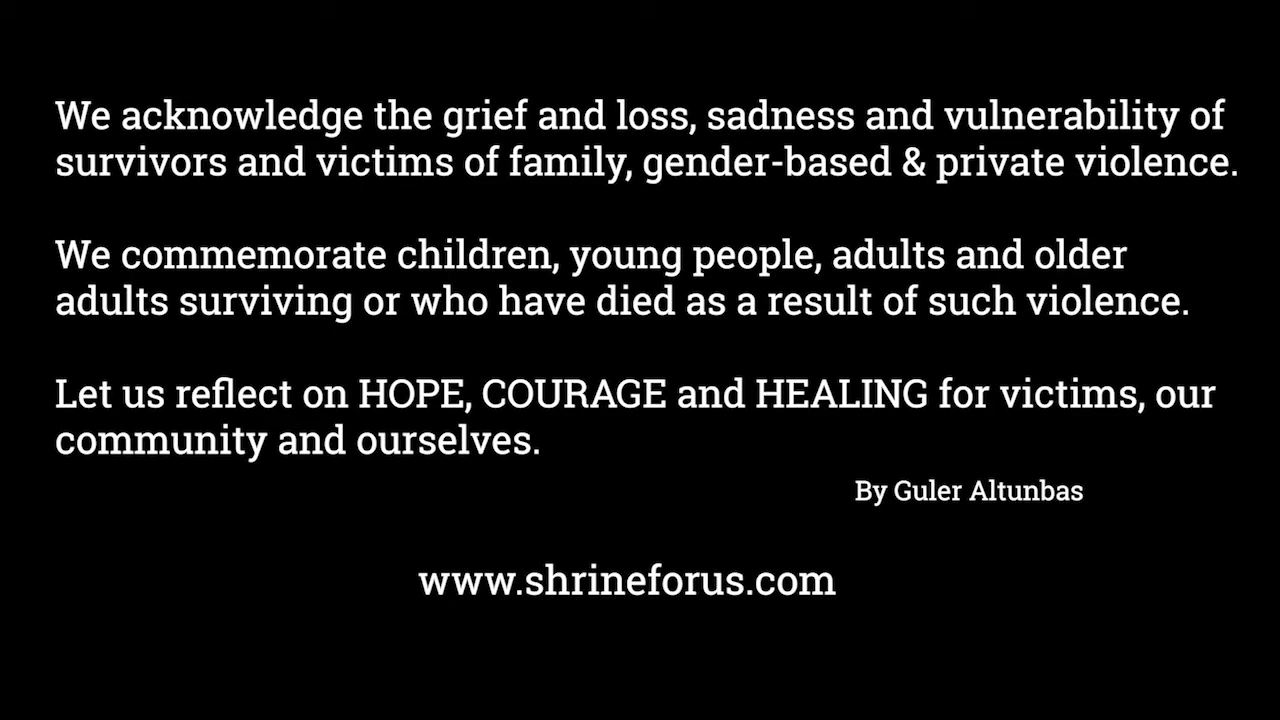 We acknowledge the grief and loss, sadness and vulnerability of
survivors and victims of family, gender-based & private violence.
We commemorate children, young people, adults and older
adults surviving or who have died as a result of such violence.
Let us reflect on HOPE, COURAGE and HEALING for victims, our
community and ourselves.
By Guler Altunbas
www.shrineforus.com